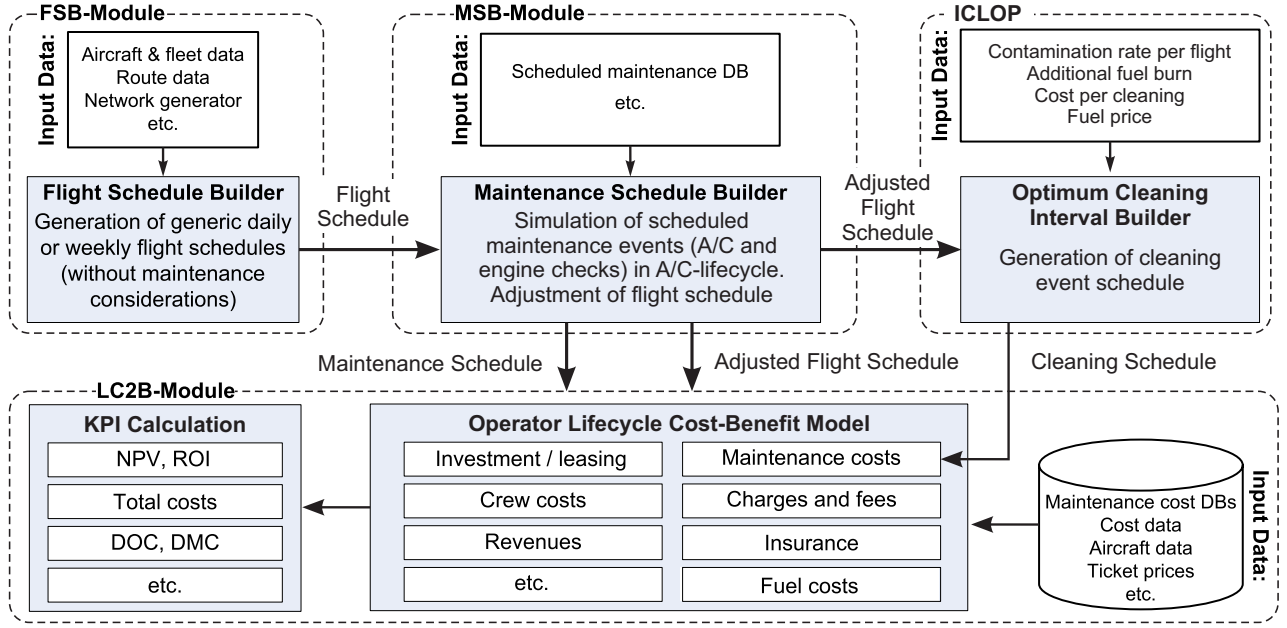 FSB-Module
Input Data:
Aircraft & fleet data
Route data
Network generator
etc.
Flight Schedule Builder
Generation of generic daily
or weekly flight schedules
(without maintenance
considerations)
Flight
Schedule
MSB-Module
Input Data:
Scheduled maintenance DB
etc.
Maintenance Schedule Builder
Simulation of scheduled
maintenance events (A/C and
engine checks) in A/C-lifecycle.
Adjustment of flight schedule
Adjusted
Flight
Schedule
ICLOP
Input Data:
Contamination rate per flight
Additional fuel burn
Cost per cleaning
Fuel price
Optimum Cleaning
Interval Builder
Generation of cleaning
event schedule
Maintenance Schedule
Adjusted Flight Schedule
Cleaning Schedule
LC2B-Module
KPI Calculation
NPV, ROI
Total costs
DOC, DMC
etc.
Operator Lifecycle Cost-Benefit Model
Investment / leasing
Crew costs
Revenues
etc.
Maintenance costs
Charges and fees
Insurance
Fuel costs
Maintenance cost DBs
Cost data
Aircraft data
Ticket prices
etc.
Input Data: